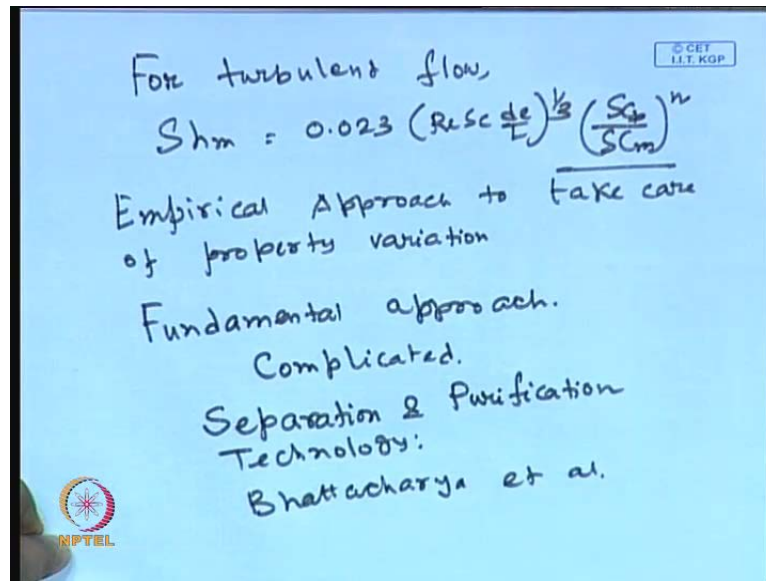 For turbulent flow,
© CET
I.I.T. KGP
Shm = 0.023 (Re Sc de/L)^1/3 (Scb/Scm)^n
Empirical Approach to take care
of property variation
Fundamental approach.
Complicated.
Separation & Purification
Technology:
Bhattacharya et al.
NPTEL